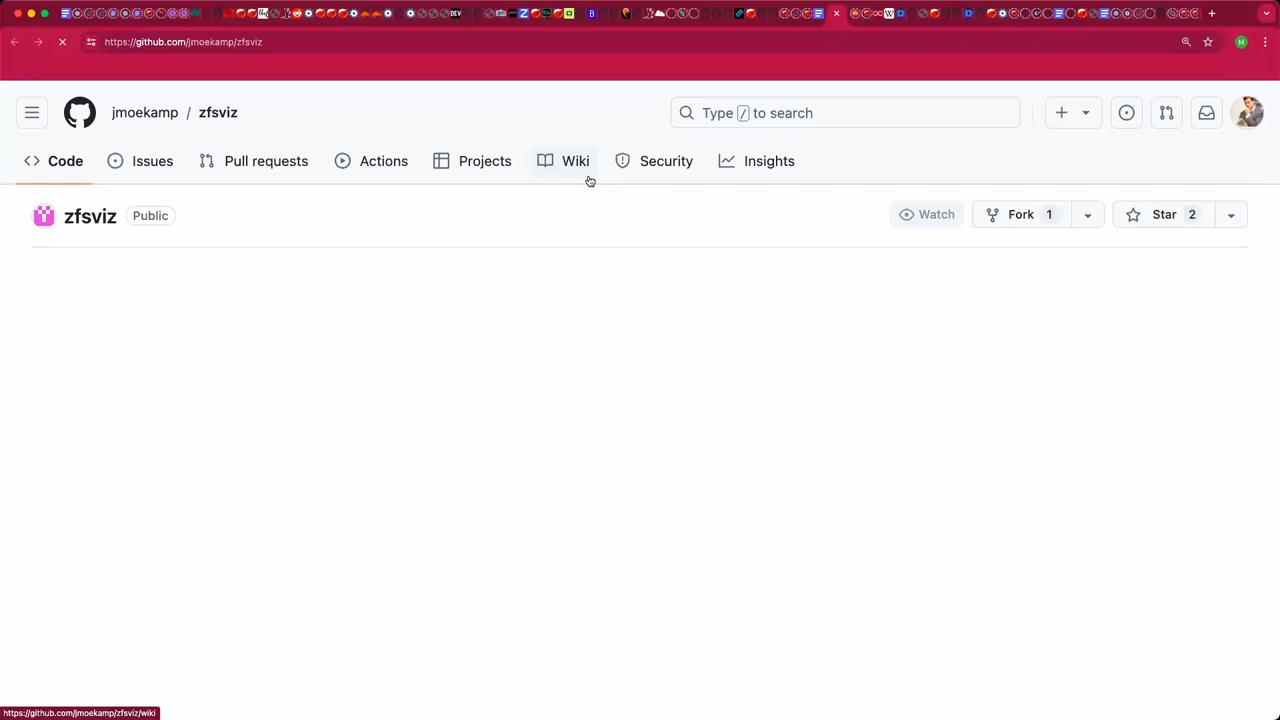 https://github.com/jmoekamp/zfsviz
M
jmoekamp / zfsviz
Type / to search
Code Issues Pull requests Actions Projects Wiki Security Insights
zfsviz Public
Watch Fork 1 Star 2
https://github.com/jmoekamp/zfsviz/wiki